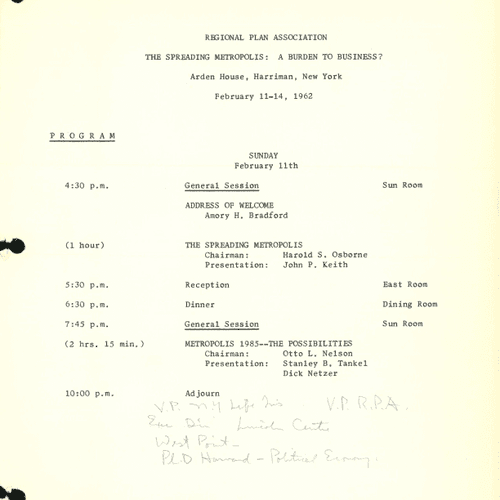 REGIONAL PLAN ASSOCIATION
THE SPREADING METROPOLIS: A BURDEN TO BUSINESS?
Arden House, Harriman, New York
February 11-14, 1962
PROGRAM
SUNDAY
February 11th
4:30 p.m. General Session Sun Room
ADDRESS OF WELCOME
Amory H. Bradford
(1 hour) THE SPREADING METROPOLIS
Chairman: Harold S. Osborne
Presentation: John P. Keith
5:30 p.m. Reception East Room
6:30 p.m. Dinner Dining Room
7:45 p.m. General Session Sun Room
(2 hrs. 15 min.) METROPOLIS 1985--THE POSSIBILITIES
Chairman: Otto L. Nelson
Presentation: Stanley B. Tankel
Dick Netzer
10:00 p.m. Adjourn
V.P. N.Y Life Ins V.P. R.P.A.
Lincoln Center
West Point -
Ph.D Harvard - Political Economy.